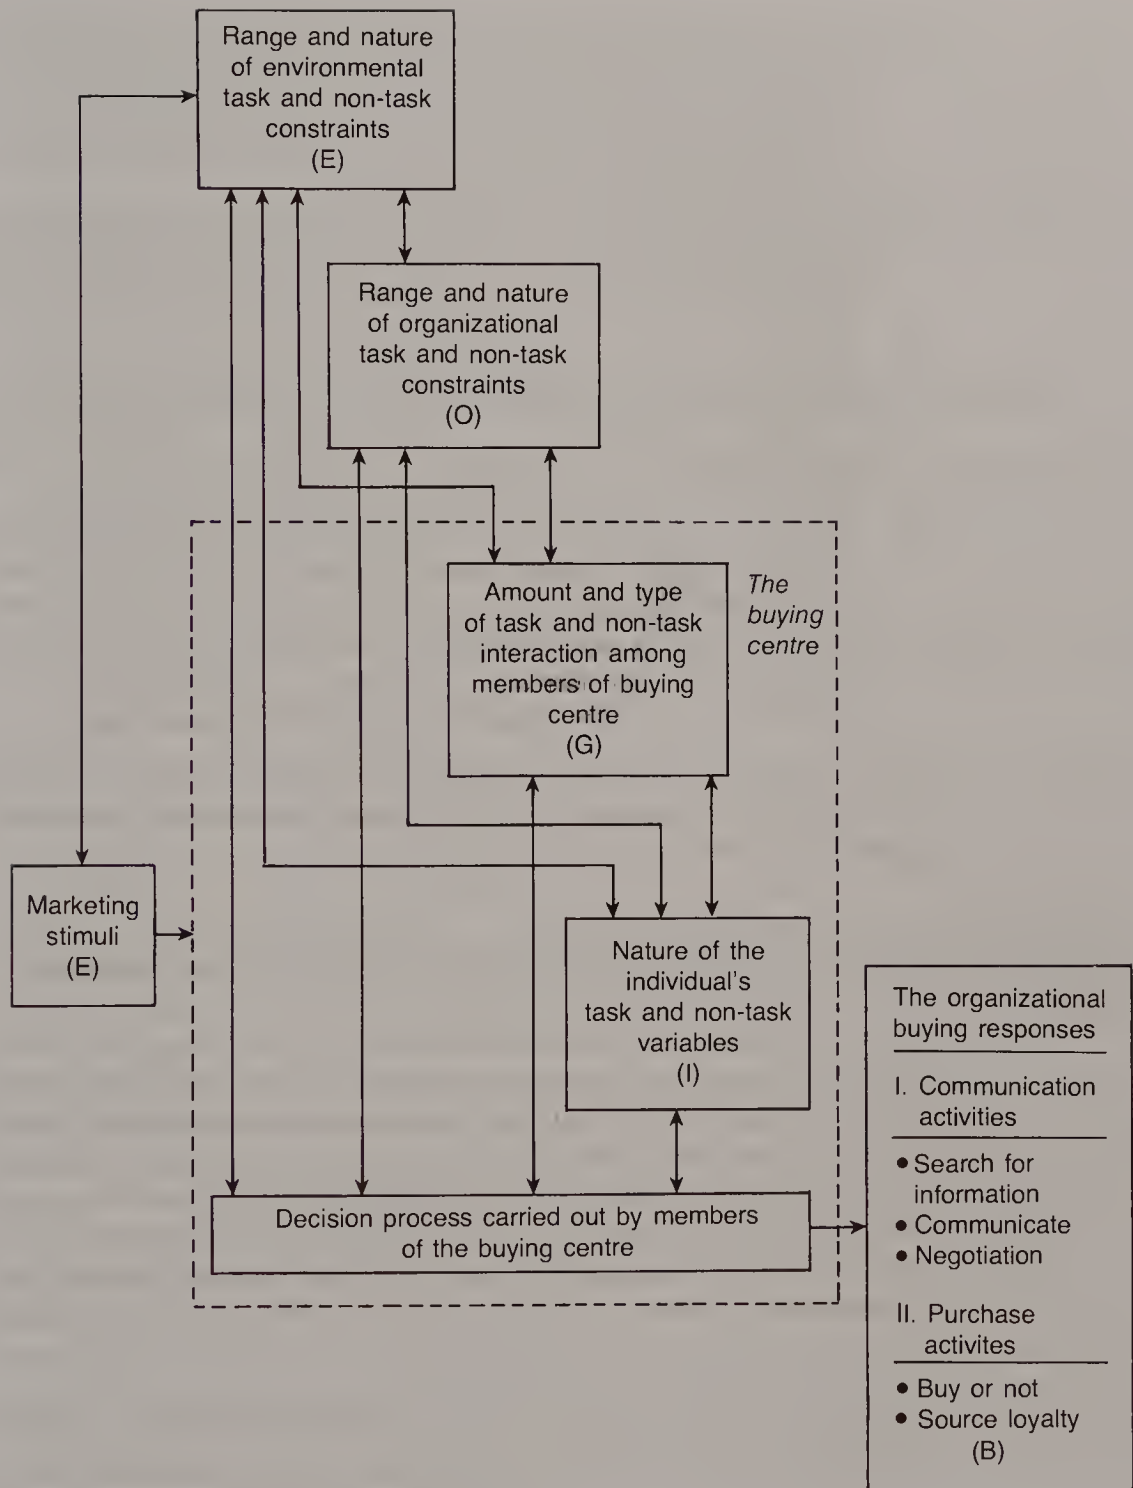 Range and nature
of environmental
task and non-task
constraints
(E)
Range and nature
of organizational
task and non-task
constraints
(O)
Amount and type
of task and non-task
interaction among
members of buying
centre
(G)
The
buying
centre
Marketing
stimuli
(E)
Nature of the
individual's
task and non-task
variables
(I)
Decision process carried out by members
of the buying centre
The organizational
buying responses
I. Communication
activities
• Search for
information
• Communicate
• Negotiation
II. Purchase
activites
• Buy or not
• Source loyalty
(B)